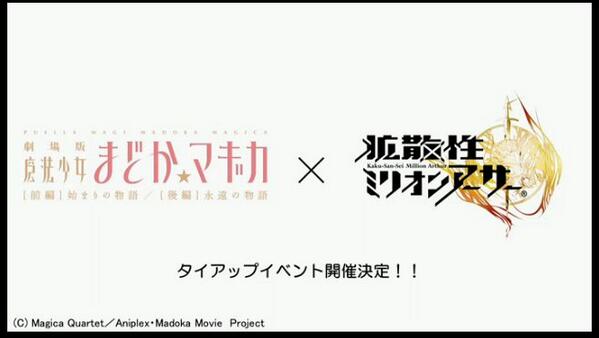 PUELLA MAGI MADOKA MAGICA
劇場版
魔法少女まどか★マギカ
[前編]始まりの物語／[後編]永遠の物語
×
拡散性
Kaku-San-Sei Million Arthur
ミリオンアーサー®
タイアップイベント開催決定！！
(C) Magica Quartet／Aniplex・Madoka Movie Project